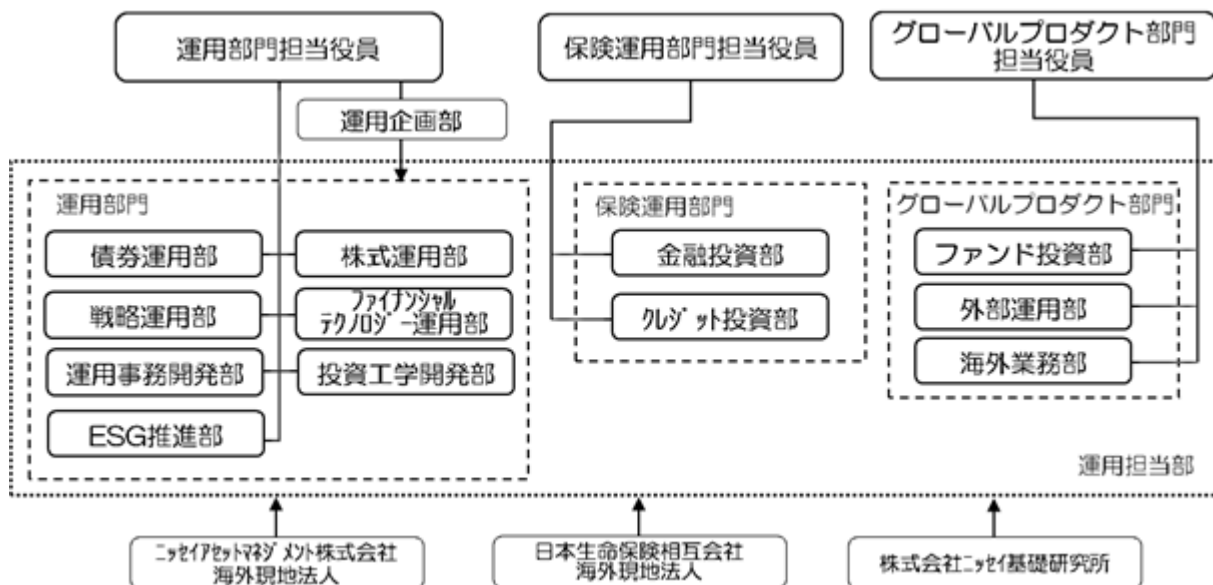 運用部門担当役員
保険運用部門担当役員
グローバルプロダクト部門
担当役員
運用企画部
運用部門
保険運用部門
グローバルプロダクト部門
債券運用部
株式運用部
金融投資部
ファンド投資部
戦略運用部
ファイナンシャル
テクノロジー運用部
クレジット投資部
外部運用部
運用事務開発部
投資工学開発部
海外業務部
ESG推進部
運用担当部
ニッセイアセットマネジメント株式会社
海外現地法人
日本生命保険相互会社
海外現地法人
株式会社ニッセイ基礎研究所